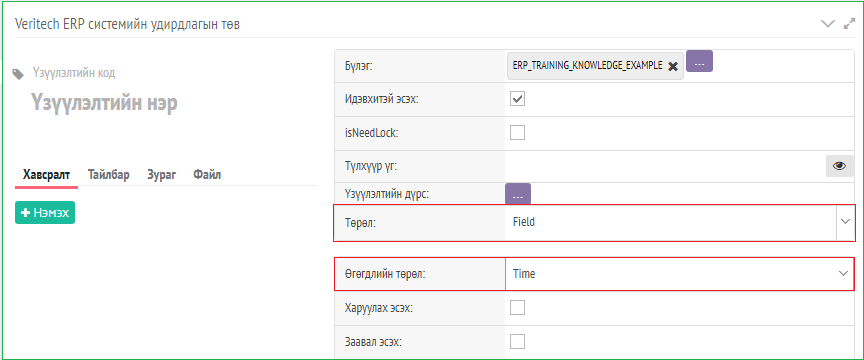 Veritech ERP системийн удирдлагын төв
Үзүүлэлтийн код
Үзүүлэлтийн нэр
Хавсралт Тайлбар Зураг Файл
+ Нэмэх
Бүлэг: ERP_TRAINING_KNOWLEDGE_EXAMPLE ...
Идэвхитэй эсэх:
isNeedLock:
Түлхүүр үг:
Үзүүлэлтийн дүрс: ...
Төрөл: Field
Өгөгдлийн төрөл: Time
Харуулах эсэх:
Заавал эсэх: